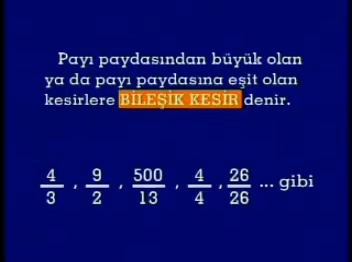 Payı paydasından büyük olan
ya da payı paydasına eşit olan
kesirlere BİLEŞİK KESİR denir.
4/3 , 9/2 , 500/13 , 4/4 , 26/26 ... gibi